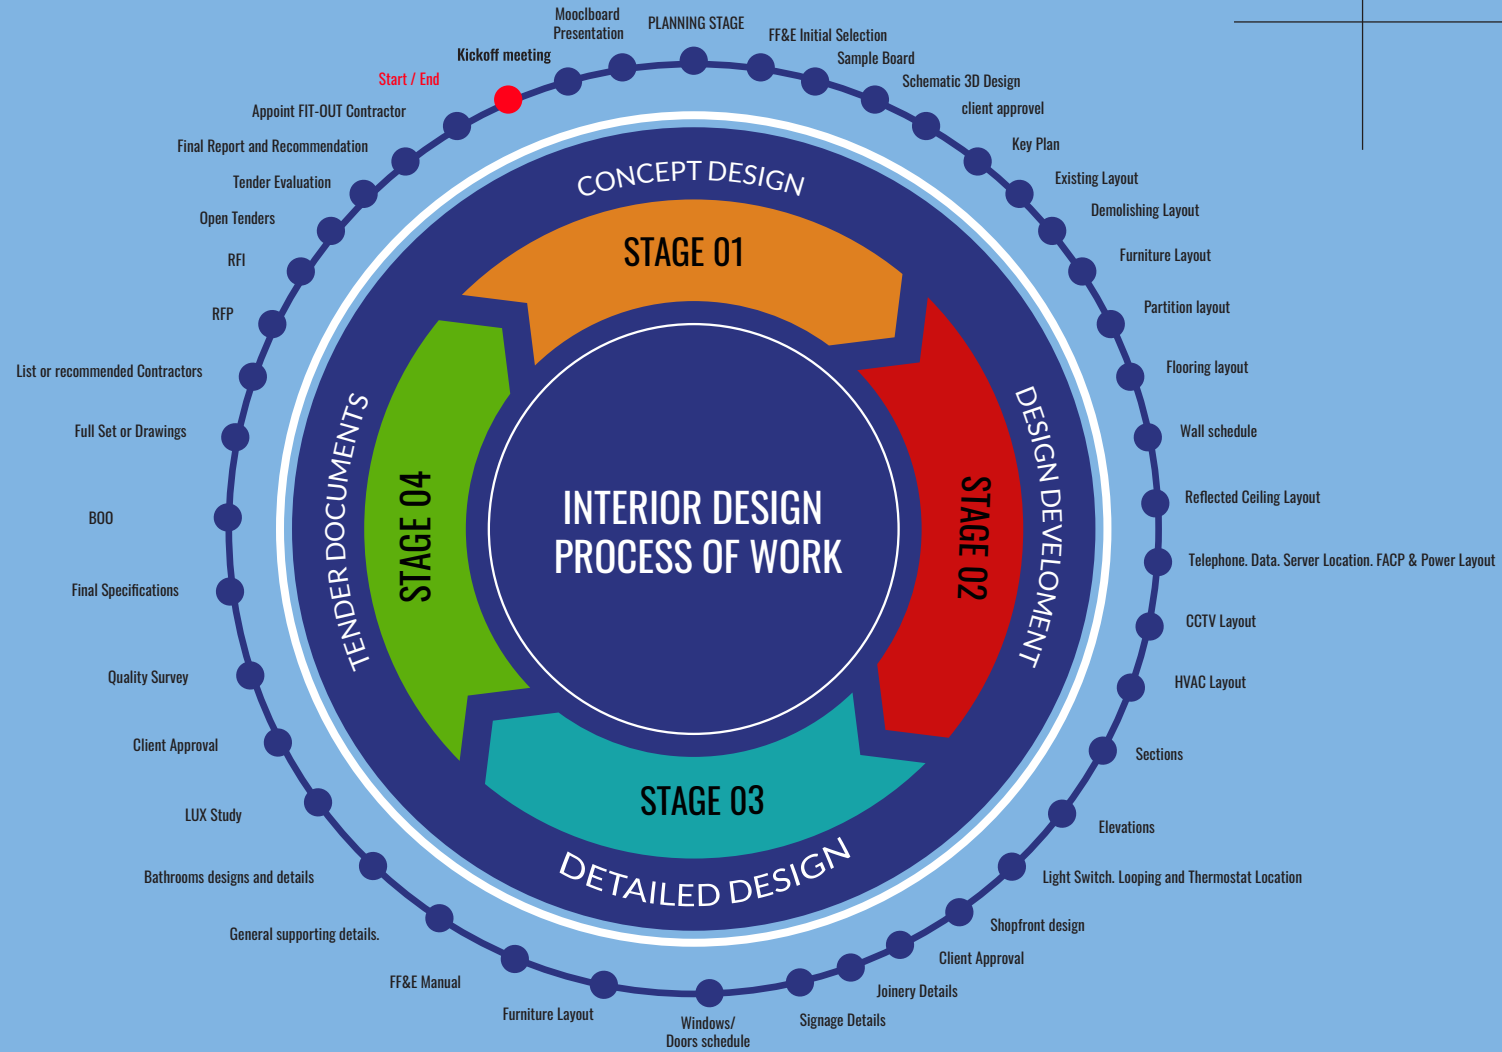 Mooclboard
Presentation
PLANNING STAGE
FF&E Initial Selection
Sample Board
Schematic 3D Design
client approvel
Key Plan
Existing Layout
Demolishing Layout
Furniture Layout
Partition layout
Flooring layout
Wall schedule
Reflected Ceiling Layout
Telephone. Data. Server Location. FACP & Power Layout
CCTV Layout
HVAC Layout
Sections
Elevations
Light Switch. Looping and Thermostat Location
Shopfront design
Client Approval
Joinery Details
Signage Details
Windows/
Doors schedule
Furniture Layout
FF&E Manual
General supporting details.
Bathrooms designs and details
LUX Study
Client Approval
Quality Survey
Final Specifications
BOO
Full Set or Drawings
List or recommended Contractors
RFP
RFI
Open Tenders
Tender Evaluation
Final Report and Recommendation
Appoint FIT-OUT Contractor
Start / End
Kickoff meeting
CONCEPT DESIGN
STAGE 01
DESIGN DEVELOMENT
STAGE 02
DETAILED DESIGN
STAGE 03
TENDER DOCUMENTS
STAGE 04
INTERIOR DESIGN
PROCESS OF WORK